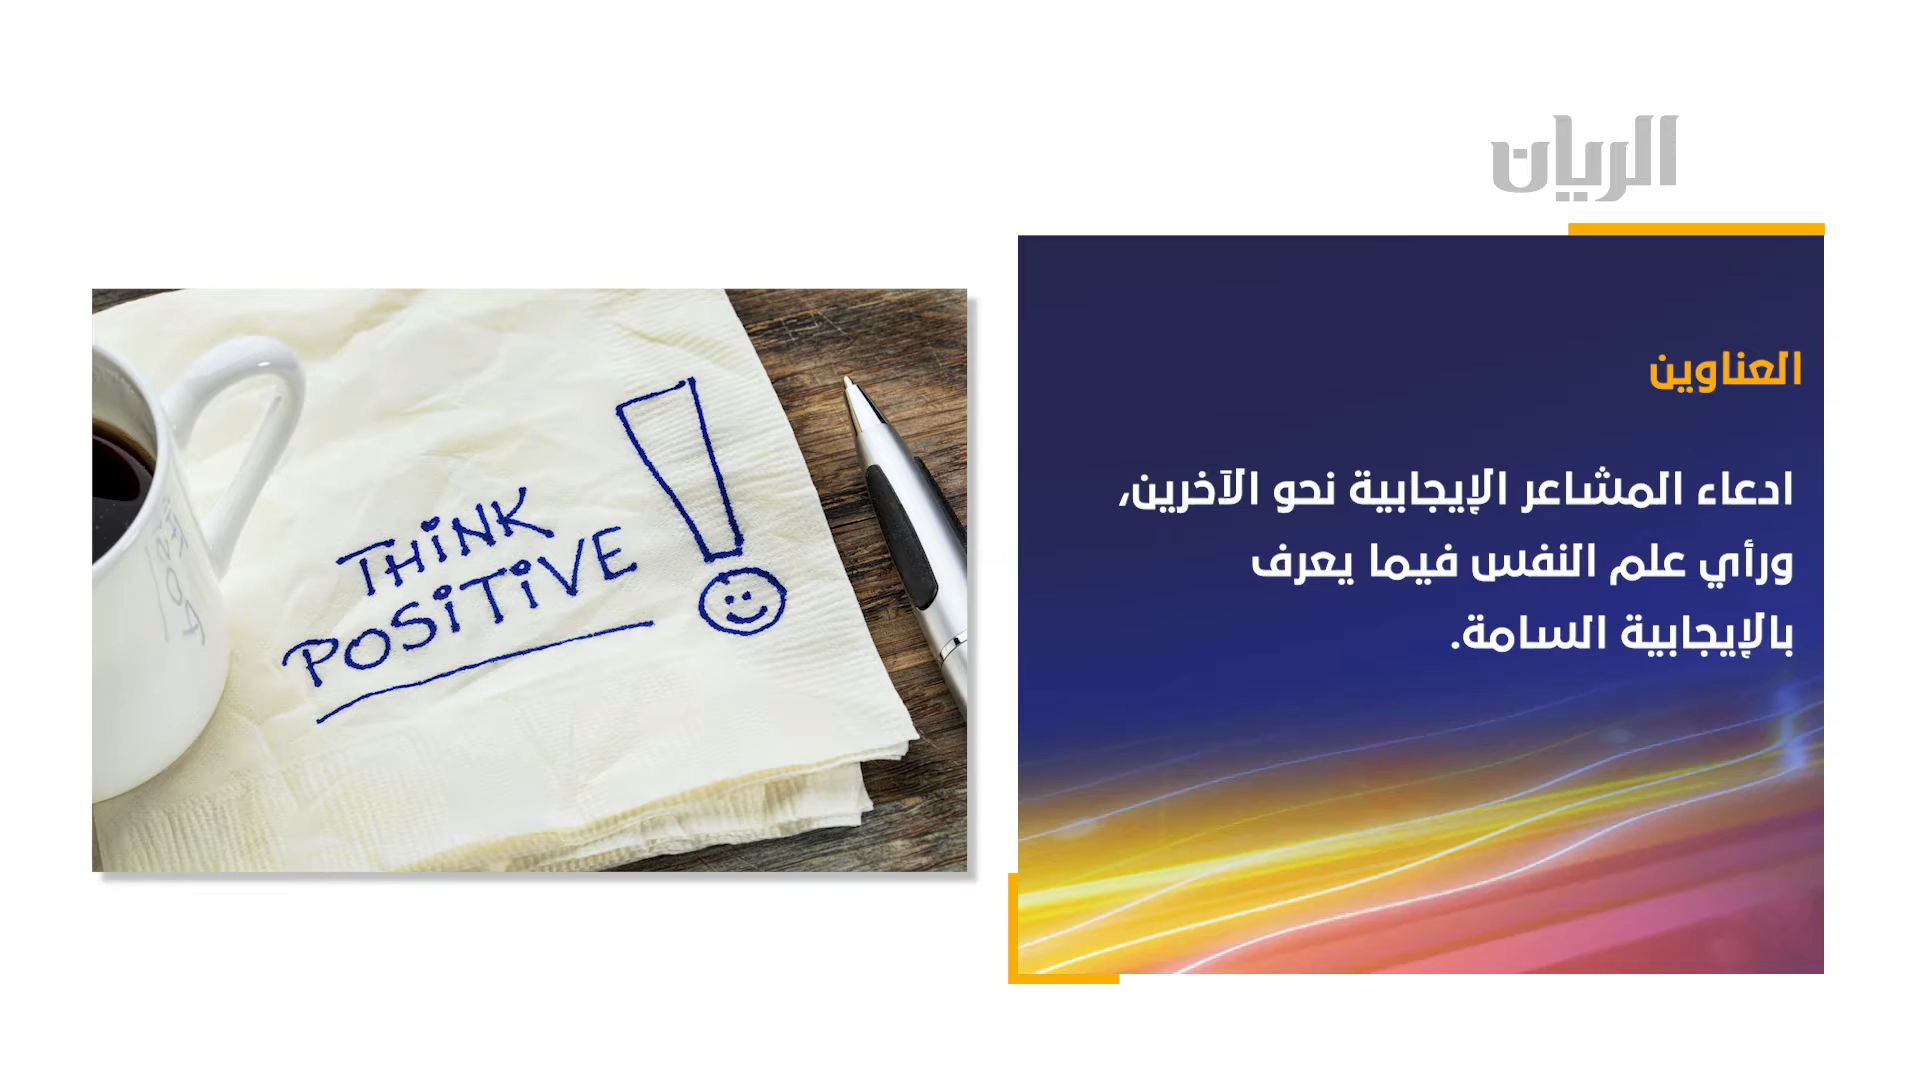 الريان
العناوين
ادعاء المشاعر الإيجابية نحو الآخرين،
ورأي علم النفس فيما يعرف
بالإيجابية السامة.
THiNK
POSiTiVE !